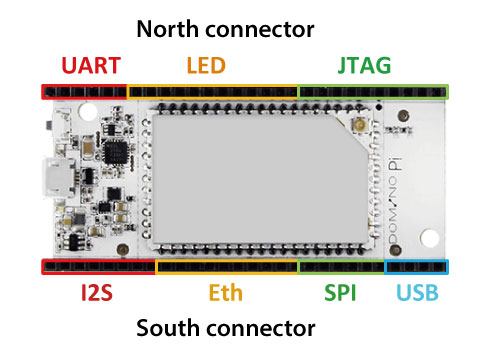 North connector
UART LED JTAG
DOMINO Pi
I2S Eth SPI USB
South connector